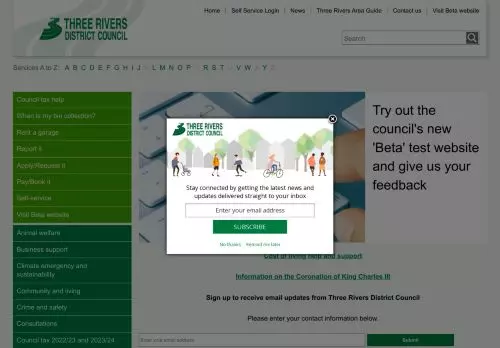 Home | Self Service Login | News | Three Rivers Area Guide | Contact us | Visit Beta website
THREE RIVERS
DISTRICT COUNCIL
Search
Services A to Z: A B C D E F G H I J K L M N O P Q R S T U V W X Y Z
Council tax help
When is my bin collection?
Rent a garage
Report it
Apply/Request it
Pay/Book it
Self-service
Visit Beta website
Animal welfare
Business support
Climate emergency and
sustainability
Community and living
Crime and safety
Consultations
Council tax 2022/23 and 2023/24
Try out the
council's new
'Beta' test website
and give us your
feedback
THREE RIVERS
DISTRICT COUNCIL
Stay connected by getting the latest news and
updates delivered straight to your inbox
Enter your email address
SUBSCRIBE
No thanks Remind me later
Cost of living help and support
Information on the Coronation of King Charles III
Sign up to receive email updates from Three Rivers District Council
Please enter your contact information below.
Enter your email address
Submit